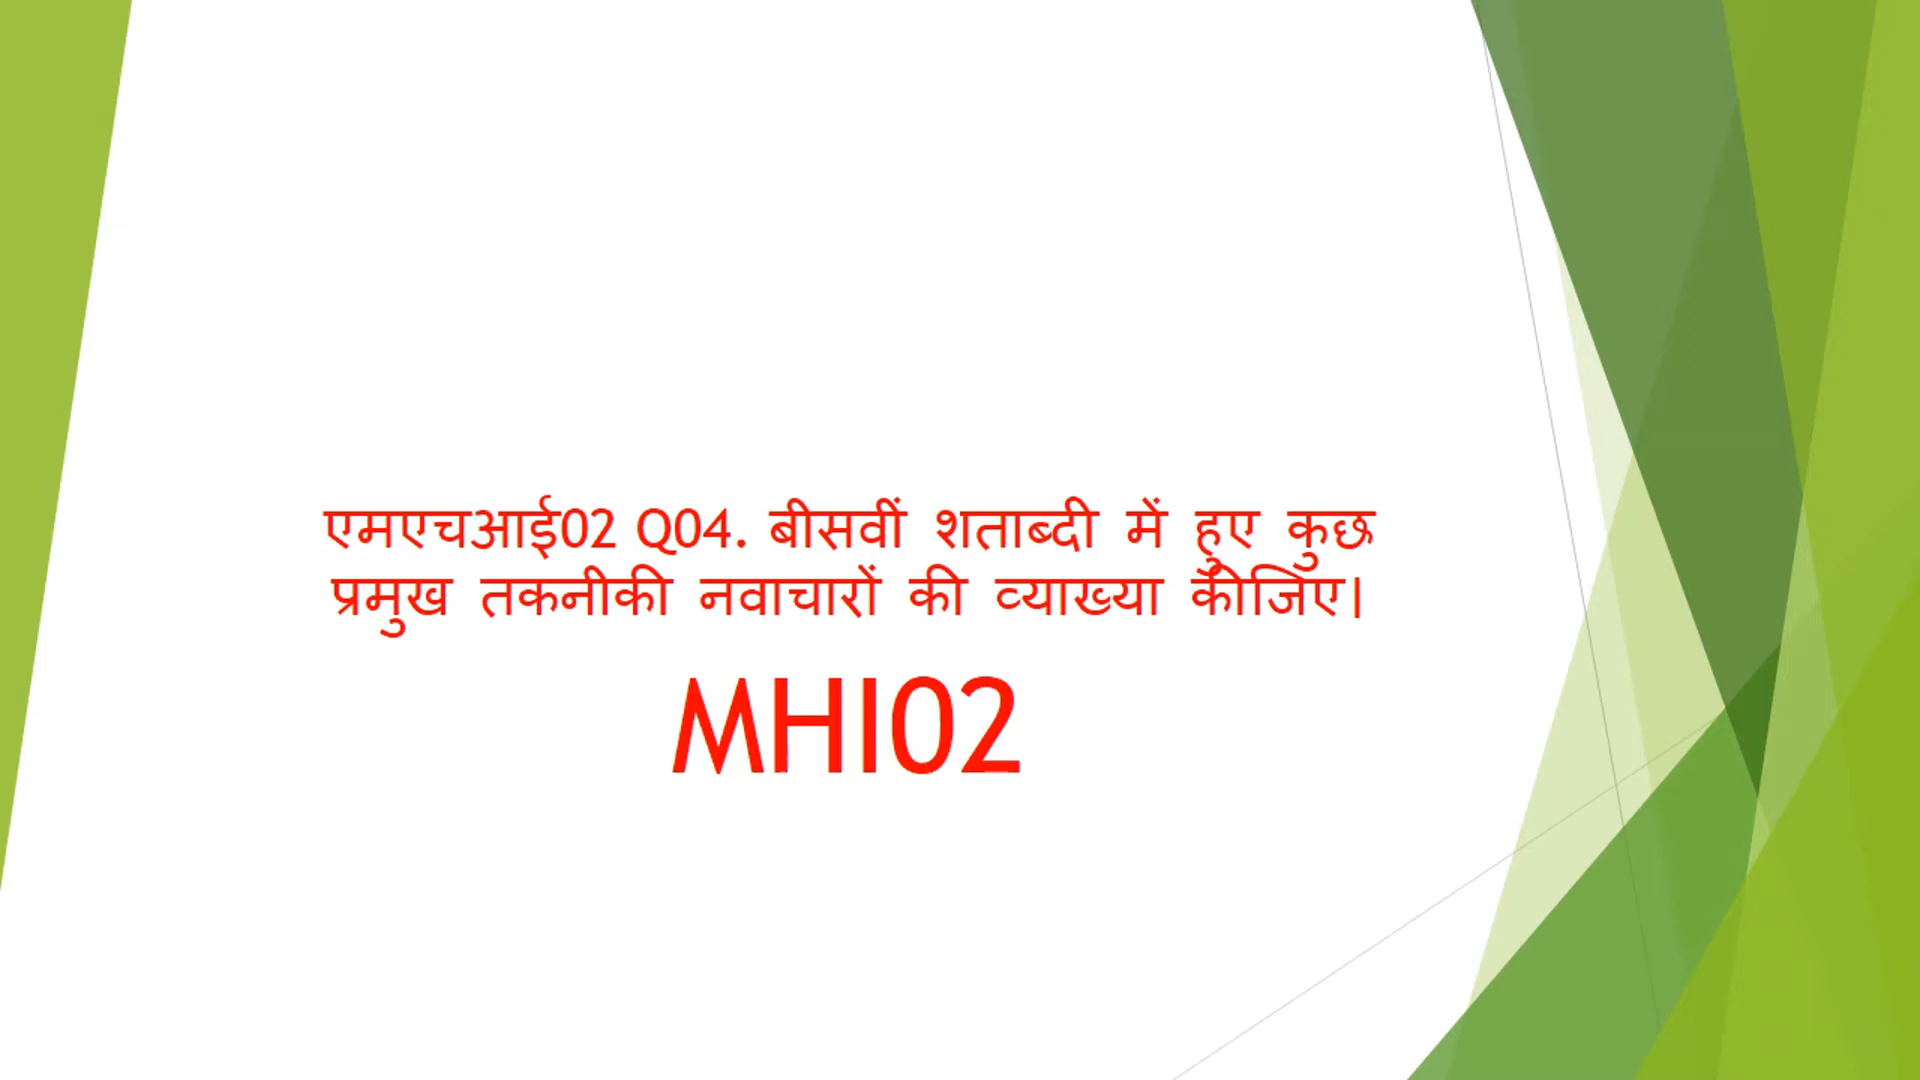 एमएचआई02 Q04. बीसवीं शताब्दी में हुए कुछ
प्रमुख तकनीकी नवाचारों की व्याख्या कीजिए।
MHI02